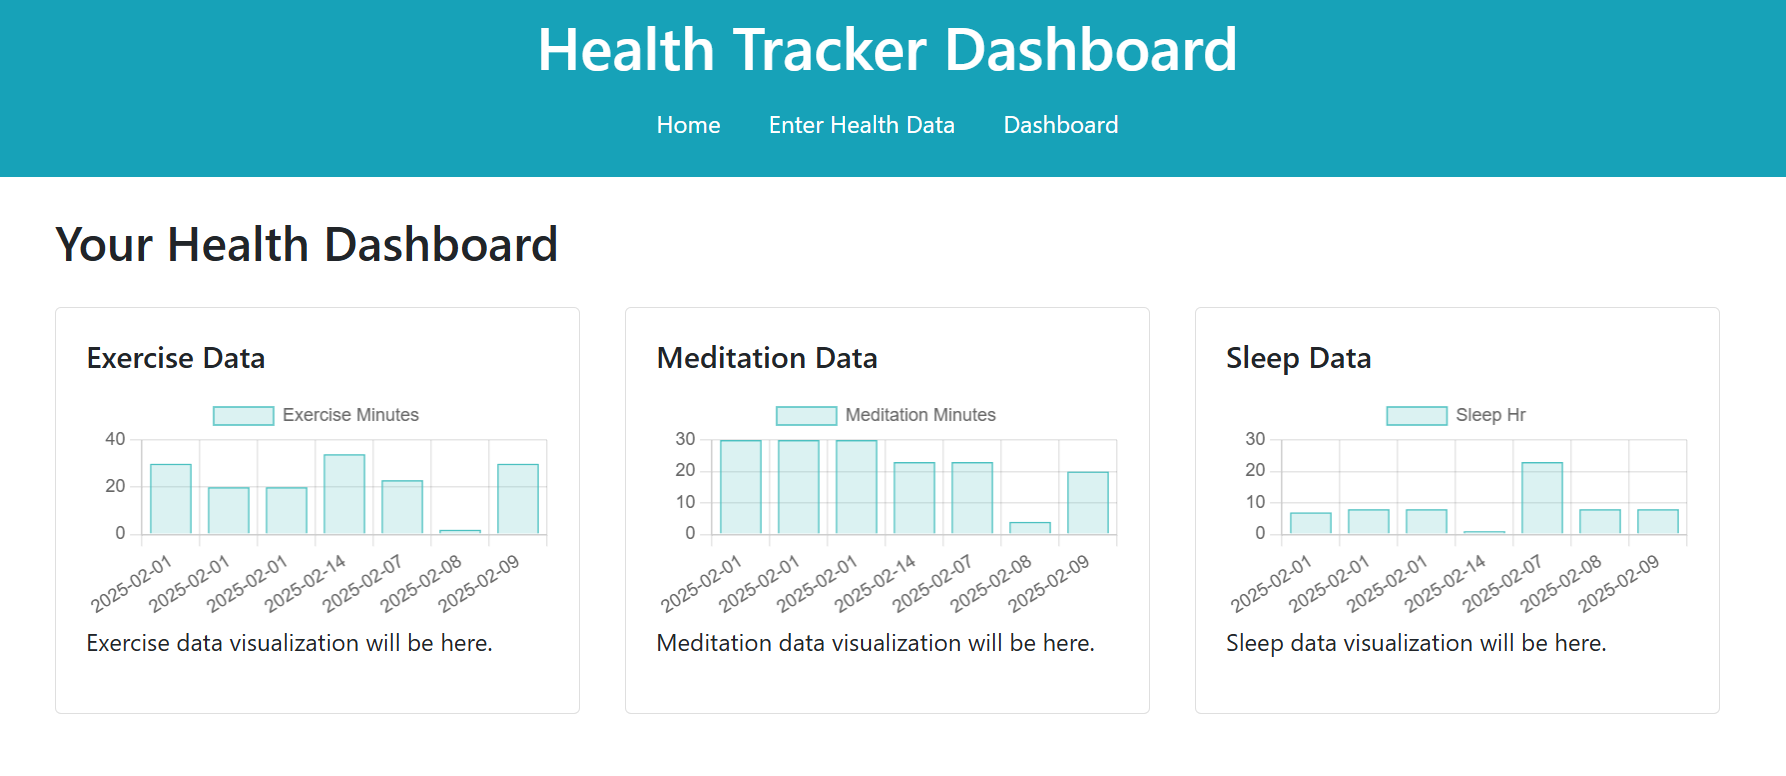 Health Tracker Dashboard
Home Enter Health Data Dashboard
Your Health Dashboard
Exercise Data
Exercise Minutes
40
20
0
2025-02-01 2025-02-01 2025-02-01 2025-02-14 2025-02-07 2025-02-08 2025-02-09
Exercise data visualization will be here.
Meditation Data
Meditation Minutes
30
20
10
0
2025-02-01 2025-02-01 2025-02-01 2025-02-14 2025-02-07 2025-02-08 2025-02-09
Meditation data visualization will be here.
Sleep Data
Sleep Hr
30
20
10
0
2025-02-01 2025-02-01 2025-02-01 2025-02-14 2025-02-07 2025-02-08 2025-02-09
Sleep data visualization will be here.